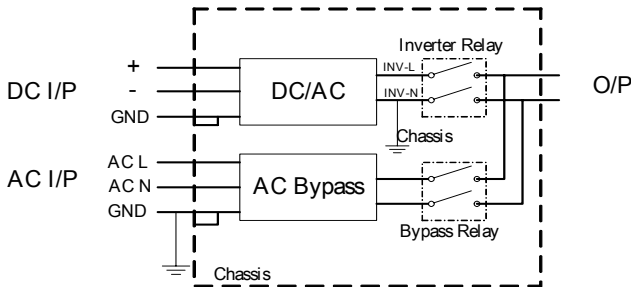 Inverter Relay
+
INV-L
DC I/P
-
DC/AC
INV-N
O/P
GND
Chassis
AC L
AC I/P
AC N
AC Bypass
GND
Bypass Relay
Chassis